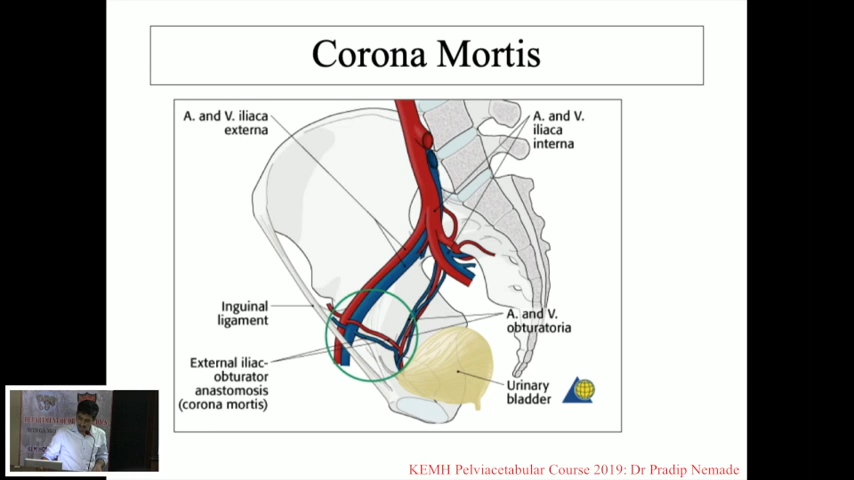 Corona Mortis
A. and V. iliaca
externa
A. and V.
iliaca
interna
Inguinal
ligament
A. and V.
obturatoria
External iliac-
obturator
anastomosis
(corona mortis)
Urinary
bladder
KEMH Pelviacetabular Course 2019: Dr Pradip Nemade